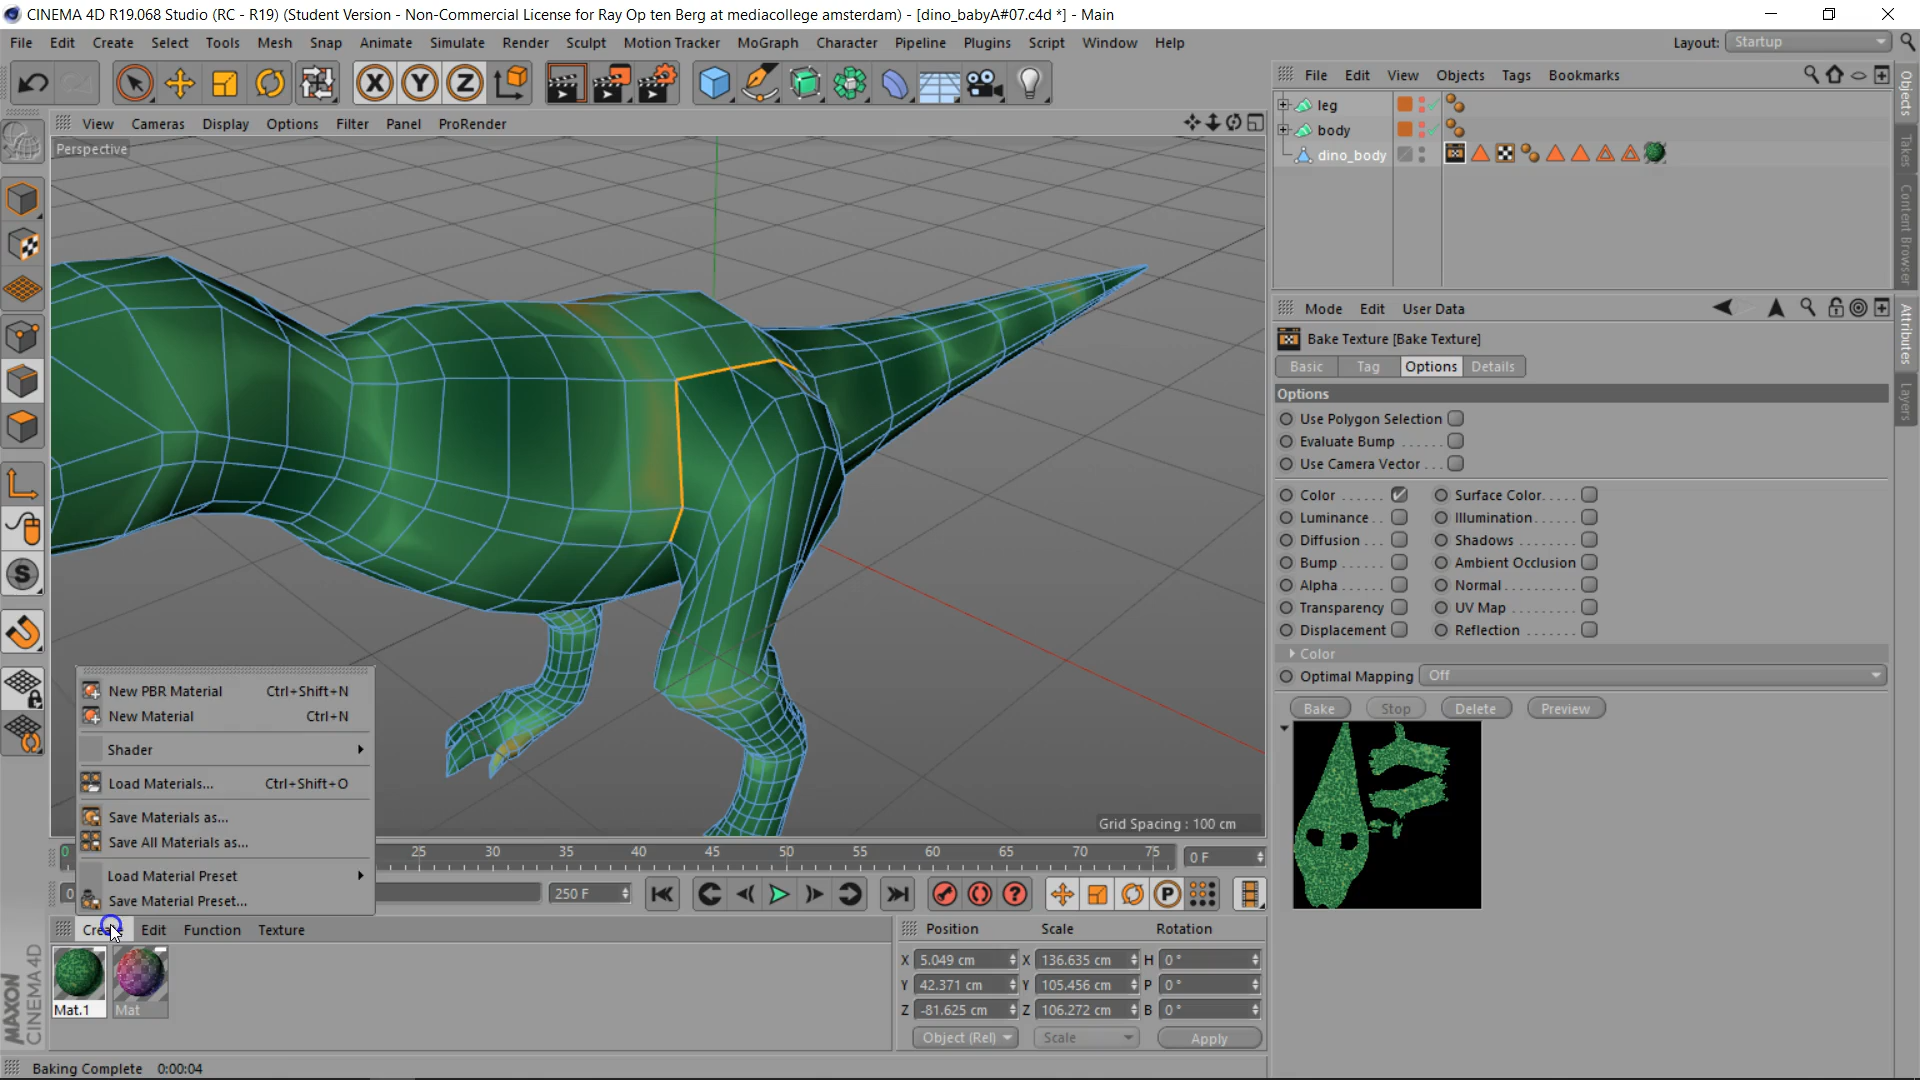 CINEMA 4D R19.068 Studio (RC - R19) (Student Version - Non-Commercial License for Ray Op ten Berg at mediacollege amsterdam) - [dino_babyA#07.c4d *] - Main
File Edit Create Select Tools Mesh Snap Animate Simulate Render Sculpt Motion Tracker MoGraph Character Pipeline Plugins Script Window Help Layout: Startup
View Cameras Display Options Filter Panel ProRender
Perspective
File Edit View Objects Tags Bookmarks
leg
body
dino_body
Objects
Takes
Content Browser
Attributes
Layers
Mode Edit User Data
Bake Texture [Bake Texture]
Basic Tag Options Details
Options
Use Polygon Selection
Evaluate Bump
Use Camera Vector
Color Surface Color
Luminance Illumination
Diffusion Shadows
Bump Ambient Occlusion
Alpha Normal
Transparency UV Map
Displacement Reflection
Color
Optimal Mapping Off
Bake Stop Delete Preview
New PBR Material Ctrl+Shift+N
New Material Ctrl+N
Shader
Load Materials... Ctrl+Shift+O
Save Materials as...
Save All Materials as...
Load Material Preset
Save Material Preset...
Grid Spacing : 100 cm
0 25 30 35 40 45 50 55 60 65 70 75 0 F
0 250 F
Create Edit Function Texture
Mat.1 Mat
Position Scale Rotation
X 5.049 cm X 136.635 cm H 0 °
Y 42.371 cm Y 105.456 cm P 0 °
Z -81.625 cm Z 106.272 cm B 0 °
Object (Rel) Scale Apply
MAXON
CINEMA 4D
Baking Complete 0:00:04